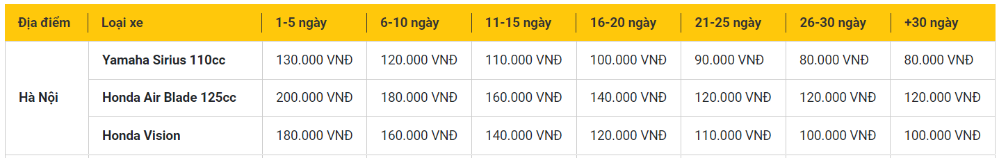 Địa điểm Loại xe 1-5 ngày 6-10 ngày 11-15 ngày 16-20 ngày 21-25 ngày 26-30 ngày +30 ngày
Yamaha Sirius 110cc 130.000 VNĐ 120.000 VNĐ 110.000 VNĐ 100.000 VNĐ 90.000 VNĐ 80.000 VNĐ 80.000 VNĐ
Hà Nội Honda Air Blade 125cc 200.000 VNĐ 180.000 VNĐ 160.000 VNĐ 140.000 VNĐ 120.000 VNĐ 120.000 VNĐ 120.000 VNĐ
Honda Vision 180.000 VNĐ 160.000 VNĐ 140.000 VNĐ 120.000 VNĐ 110.000 VNĐ 100.000 VNĐ 100.000 VNĐ